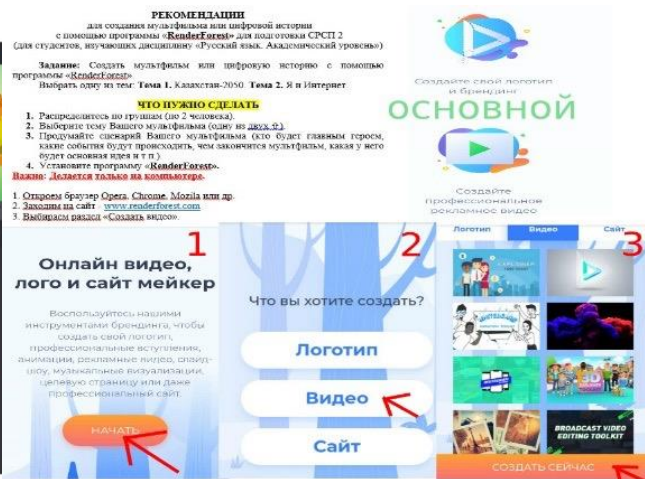 РЕКОМЕНДАЦИИ
для создания мультфильма или цифровой истории
с помощью программы «RenderForest» для подготовки СРСП 2
(для студентов, изучающих дисциплину «Русский язык. Академический уровень»)
Задание: Создать мультфильм или цифровую историю с помощью
программы «RenderForest»
Выбрать одну из тем: Тема 1. Казахстан-2050. Тема 2. Я и Интернет
ЧТО НУЖНО СДЕЛАТЬ
1. Распределитесь по группам (по 2 человека).
2. Выберите тему Вашего мультфильма (одну из двух
3. Продумайте сценарий Вашего мультфильма (кто будет главным героем,
какие события будут происходить, чем закончится мультфильм, какая у него
будет основная идея и т.п.).
4. Установите программу «RenderForest».
Важно: Делается только на компьютере.
1. Откроем браузер Opera, Chrome, Mozila или др.
2. Заходим на сайт - www.renderforest.com
3. Выбираем раздел «Создать видео».
Создайте свой логотип
и брендинг
ОСНОВНОЙ
Создайте
профессиональное
рекламное видео
1
Онлайн видео,
лого и сайт мейкер
Воспользуйтесь нашими
инструментами брендинга, чтобы
создать свой логотип,
профессиональные вступления,
анимации, рекламные видео, слайд-
шоу, музыкальные визуализации,
целевую страницу или даже
профессиональный сайт.
НАЧАТЬ
2
Что вы хотите создать?
Логотип
Видео
Сайт
Логотип Видео Сайт
3
3D
BROADCAST VIDEO
EDITING TOOLKIT
СОЗДАТЬ СЕЙЧАС